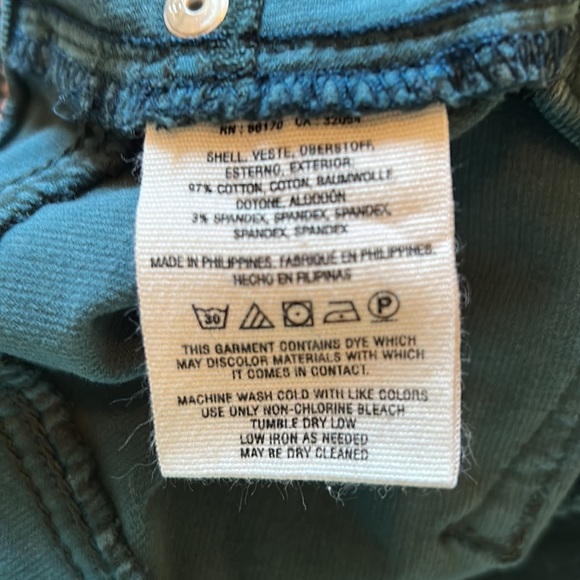 RN: 80170 CA: 32054
SHELL, VESTE, OBERSTOFF,
ESTERNO, EXTERIOR
97% COTTON, COTON, BAUMWOLLE
COTONE, ALGODÓN
3% SPANDEX, SPANDEX, SPANDEX,
SPANDEX, SPANDEX
MADE IN PHILIPPINES, FABRIQUÉ EN PHILIPPINES,
HECHO EN FILIPINAS
30 P
THIS GARMENT CONTAINS DYE WHICH
MAY DISCOLOR MATERIALS WITH WHICH
IT COMES IN CONTACT.
MACHINE WASH COLD WITH LIKE COLORS
USE ONLY NON-CHLORINE BLEACH
TUMBLE DRY LOW
LOW IRON AS NEEDED
MAY BE DRY CLEANED